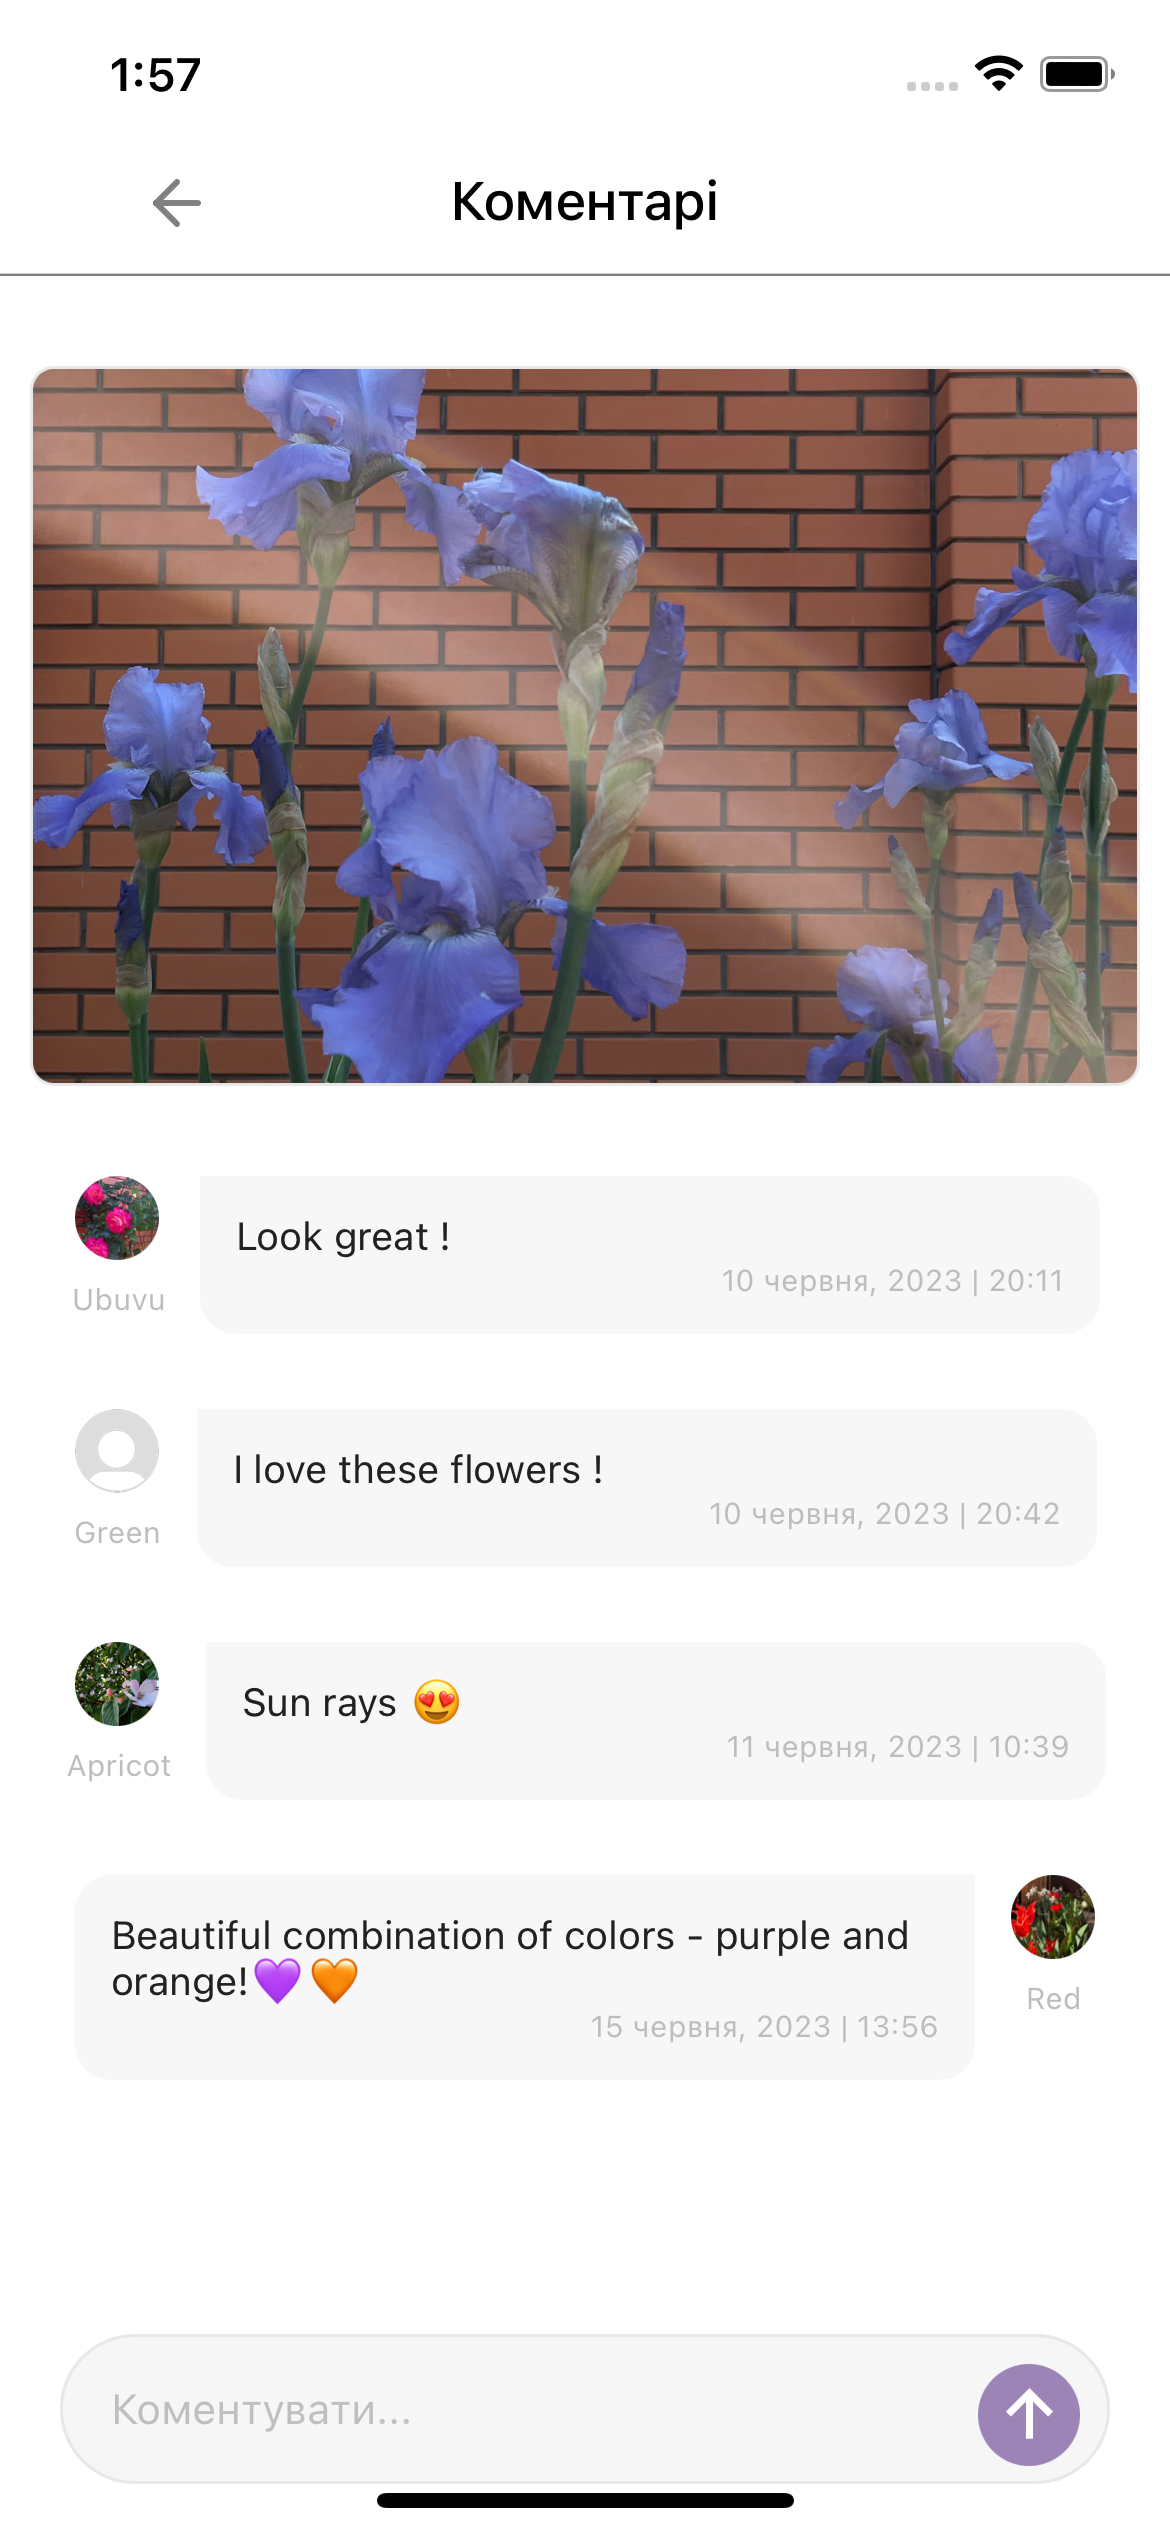 1:57
Коментарі
Look great !
10 червня, 2023 | 20:11
Ubuvu
I love these flowers !
10 червня, 2023 | 20:42
Green
Sun rays 😍
11 червня, 2023 | 10:39
Apricot
Beautiful combination of colors - purple and
orange!💜🧡
15 червня, 2023 | 13:56
Red
Коментувати...